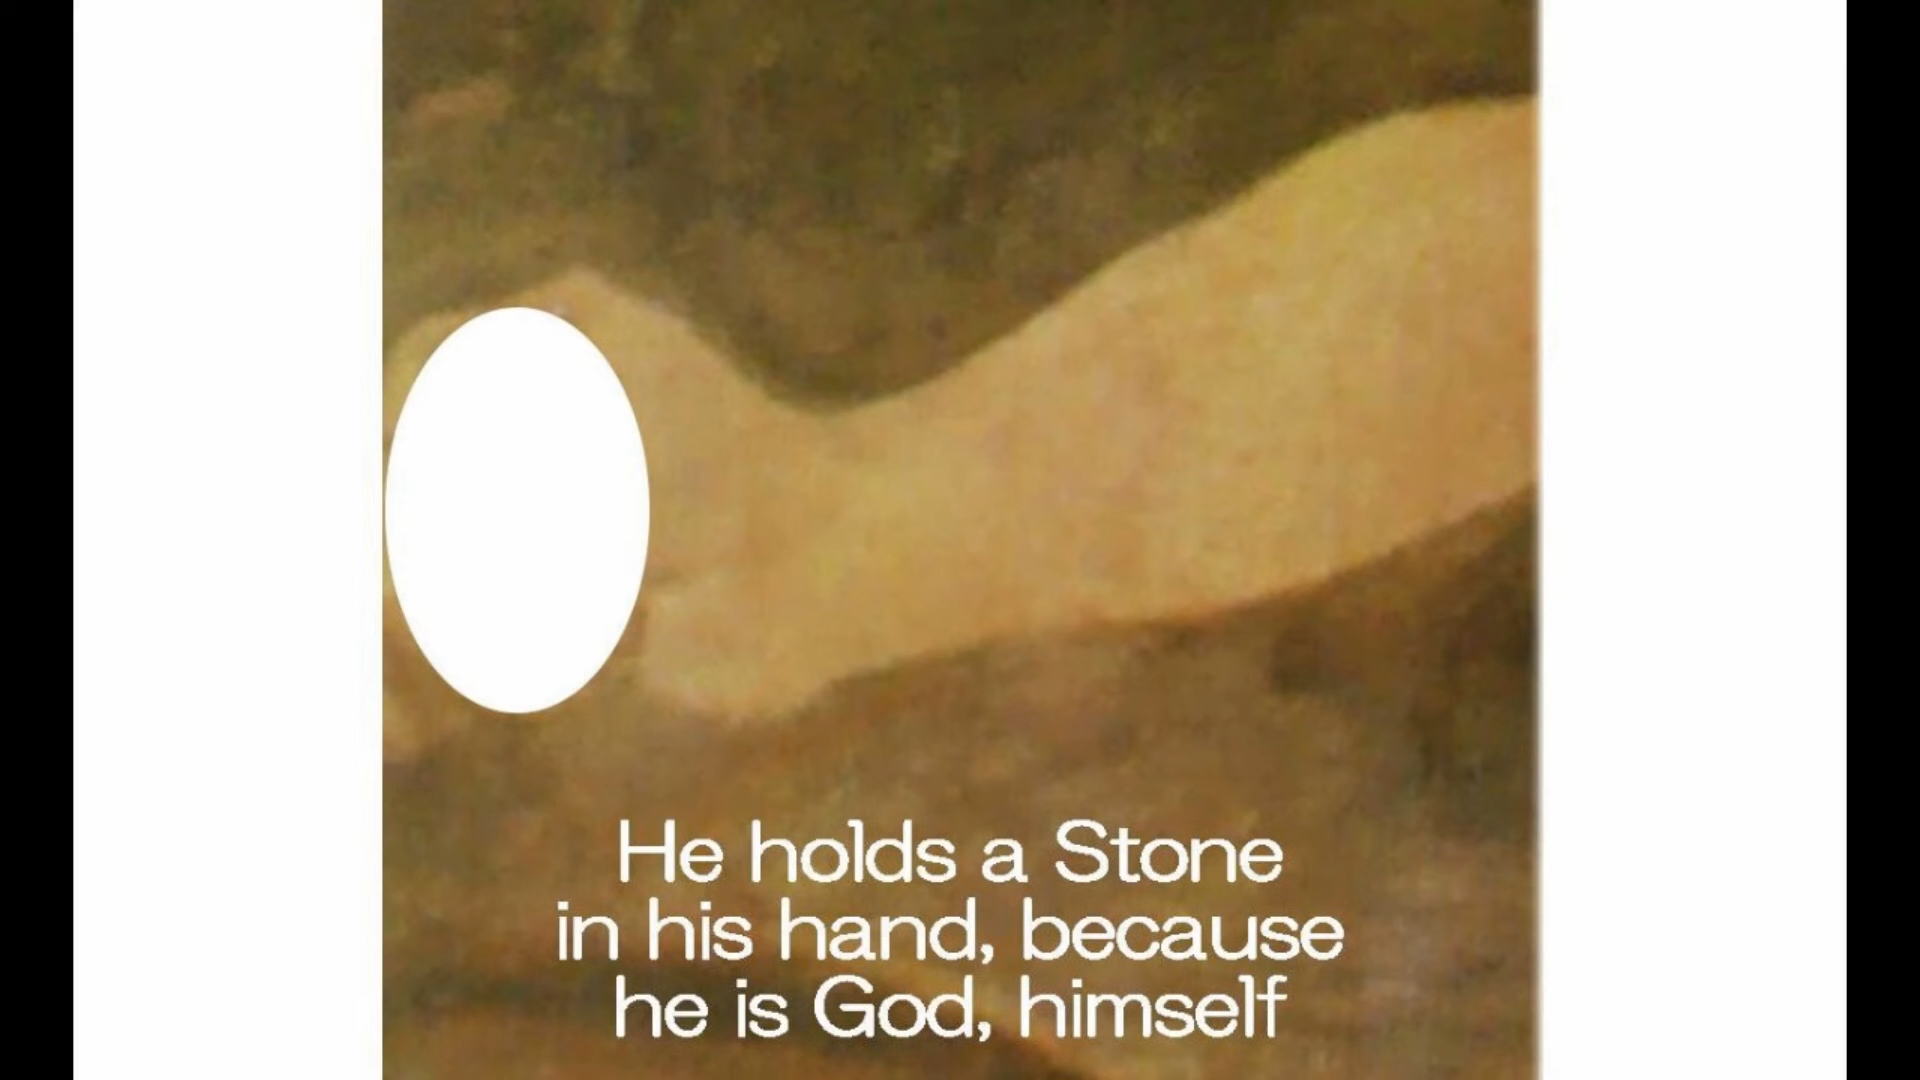 He holds a Stone
in his hand, because
he is God, himself